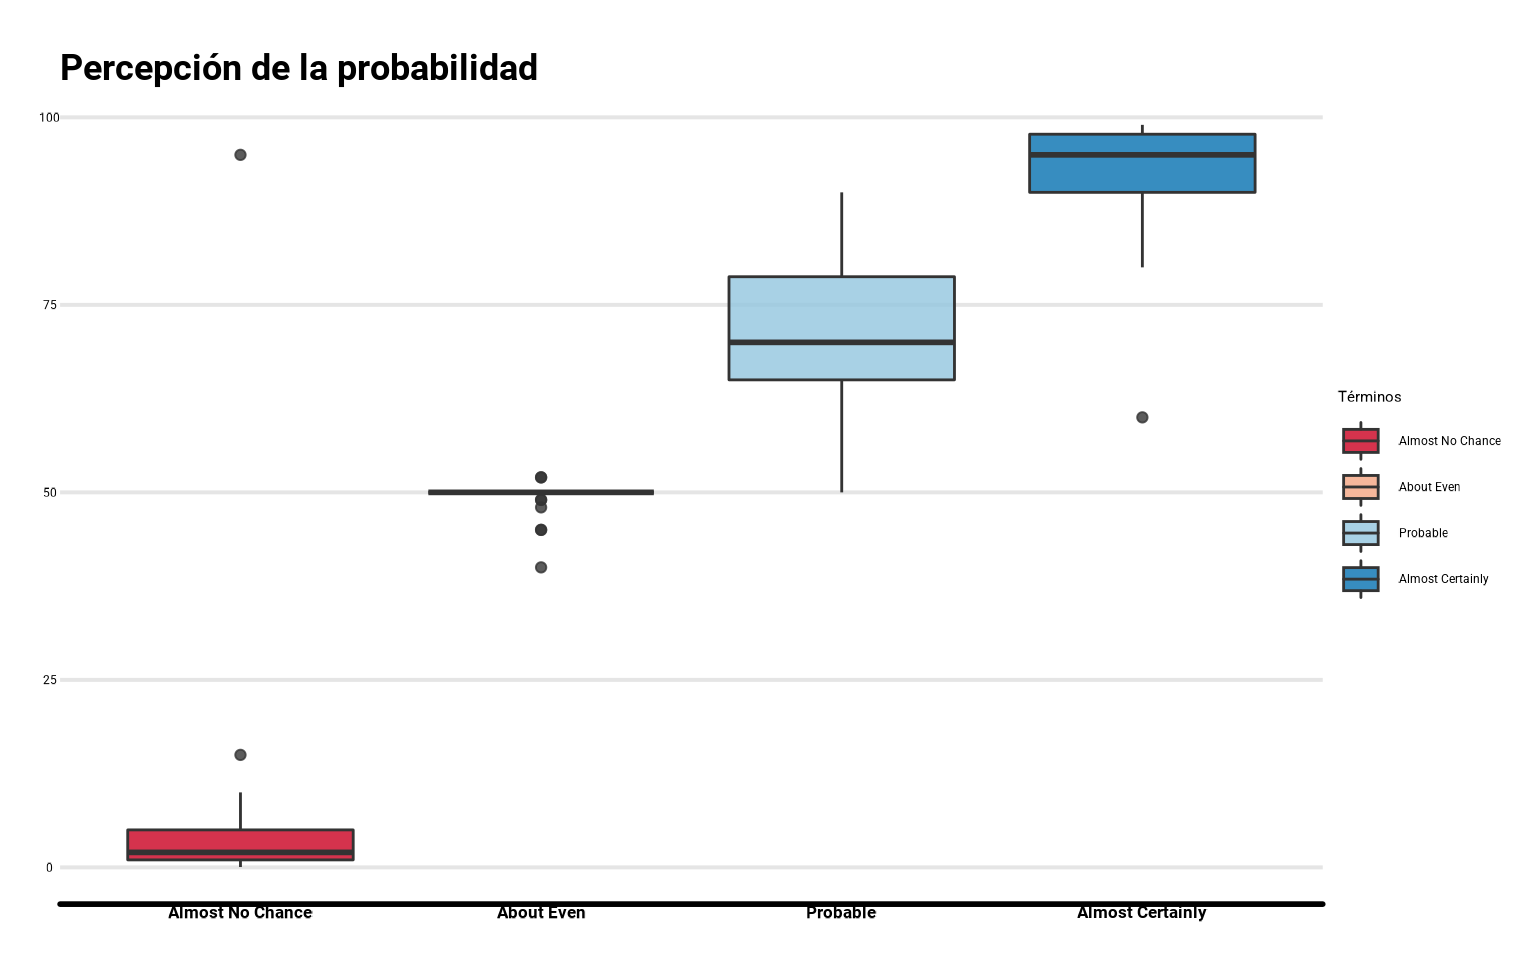 Percepción de la probabilidad
100
75
50
25
0
Almost No Chance
About Even
Probable
Almost Certainly
Términos
Almost No Chance
About Even
Probable
Almost Certainly